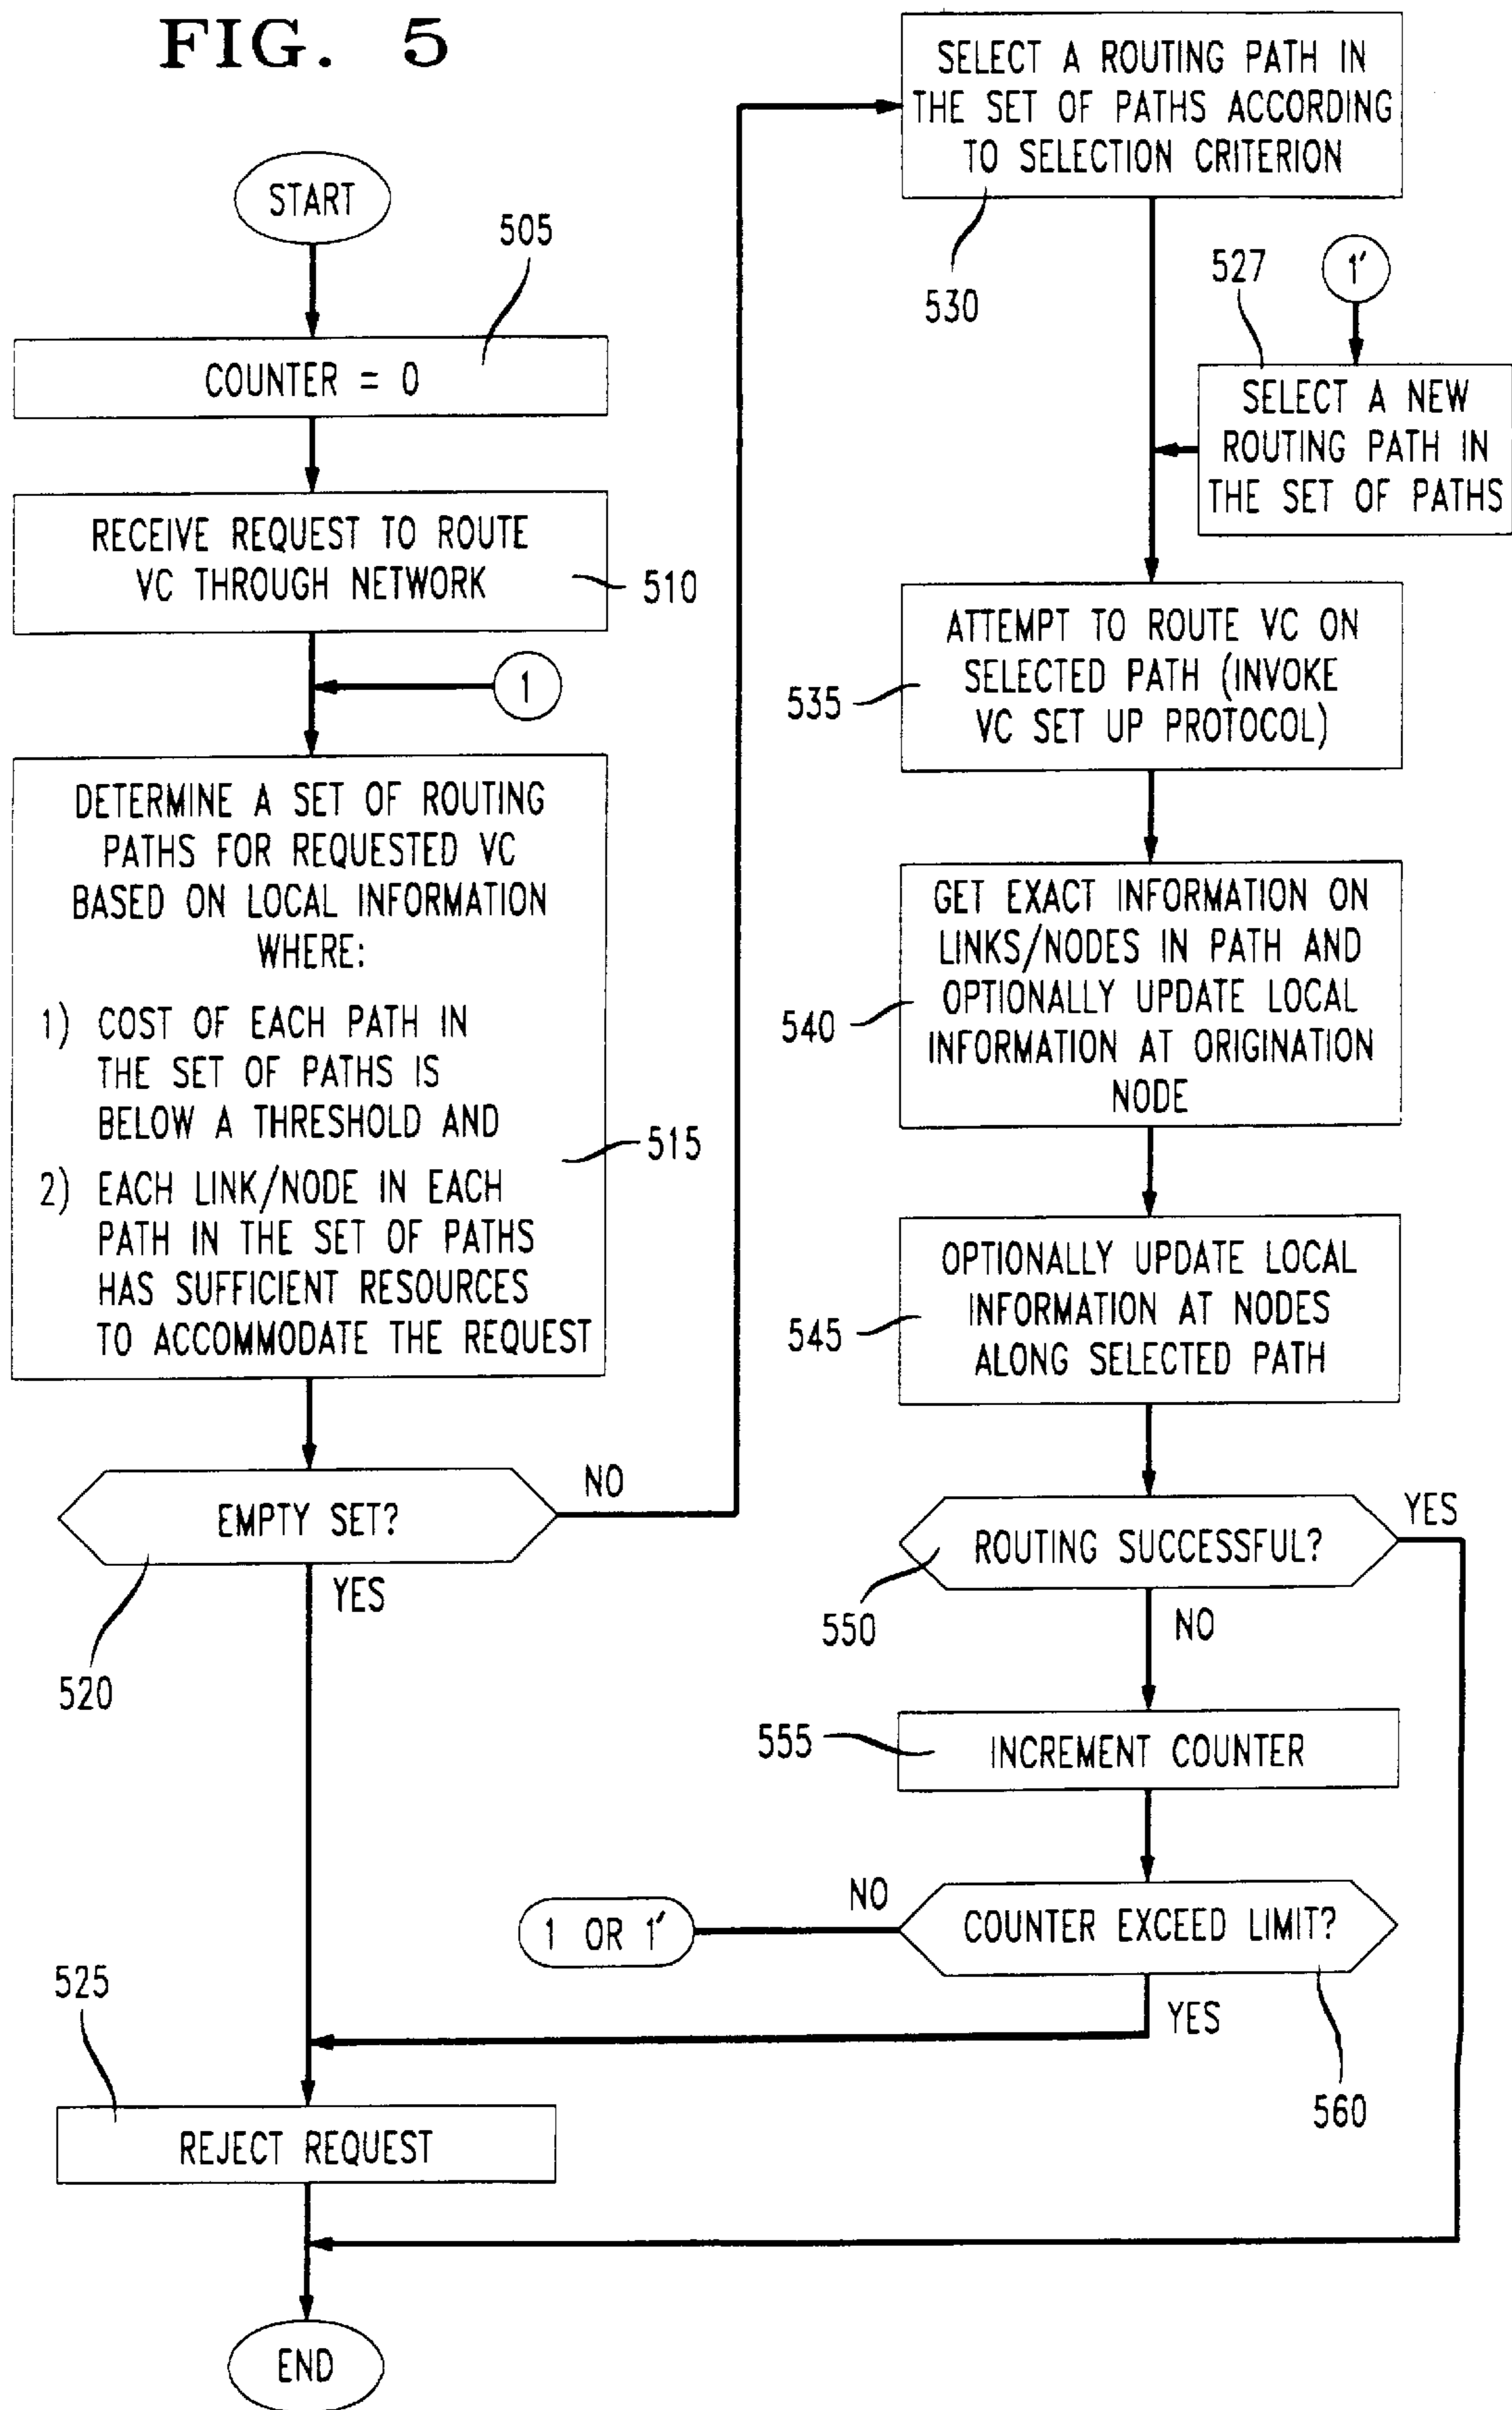 FIG. 5
START
505
COUNTER = 0
RECEIVE REQUEST TO ROUTE
VC THROUGH NETWORK
510
1
DETERMINE A SET OF ROUTING
PATHS FOR REQUESTED VC
BASED ON LOCAL INFORMATION
WHERE:
1) COST OF EACH PATH IN
THE SET OF PATHS IS
BELOW A THRESHOLD AND
2) EACH LINK/NODE IN EACH
PATH IN THE SET OF PATHS
HAS SUFFICIENT RESOURCES
TO ACCOMMODATE THE REQUEST
515
EMPTY SET?
NO
YES
520
525
REJECT REQUEST
END
SELECT A ROUTING PATH IN
THE SET OF PATHS ACCORDING
TO SELECTION CRITERION
530
527
1′
SELECT A NEW
ROUTING PATH IN
THE SET OF PATHS
ATTEMPT TO ROUTE VC ON
SELECTED PATH (INVOKE
VC SET UP PROTOCOL)
535
GET EXACT INFORMATION ON
LINKS/NODES IN PATH AND
OPTIONALLY UPDATE LOCAL
INFORMATION AT ORIGINATION
NODE
540
OPTIONALLY UPDATE LOCAL
INFORMATION AT NODES
ALONG SELECTED PATH
545
ROUTING SUCCESSFUL?
YES
550
NO
555
INCREMENT COUNTER
COUNTER EXCEED LIMIT?
NO
1 OR 1′
YES
560